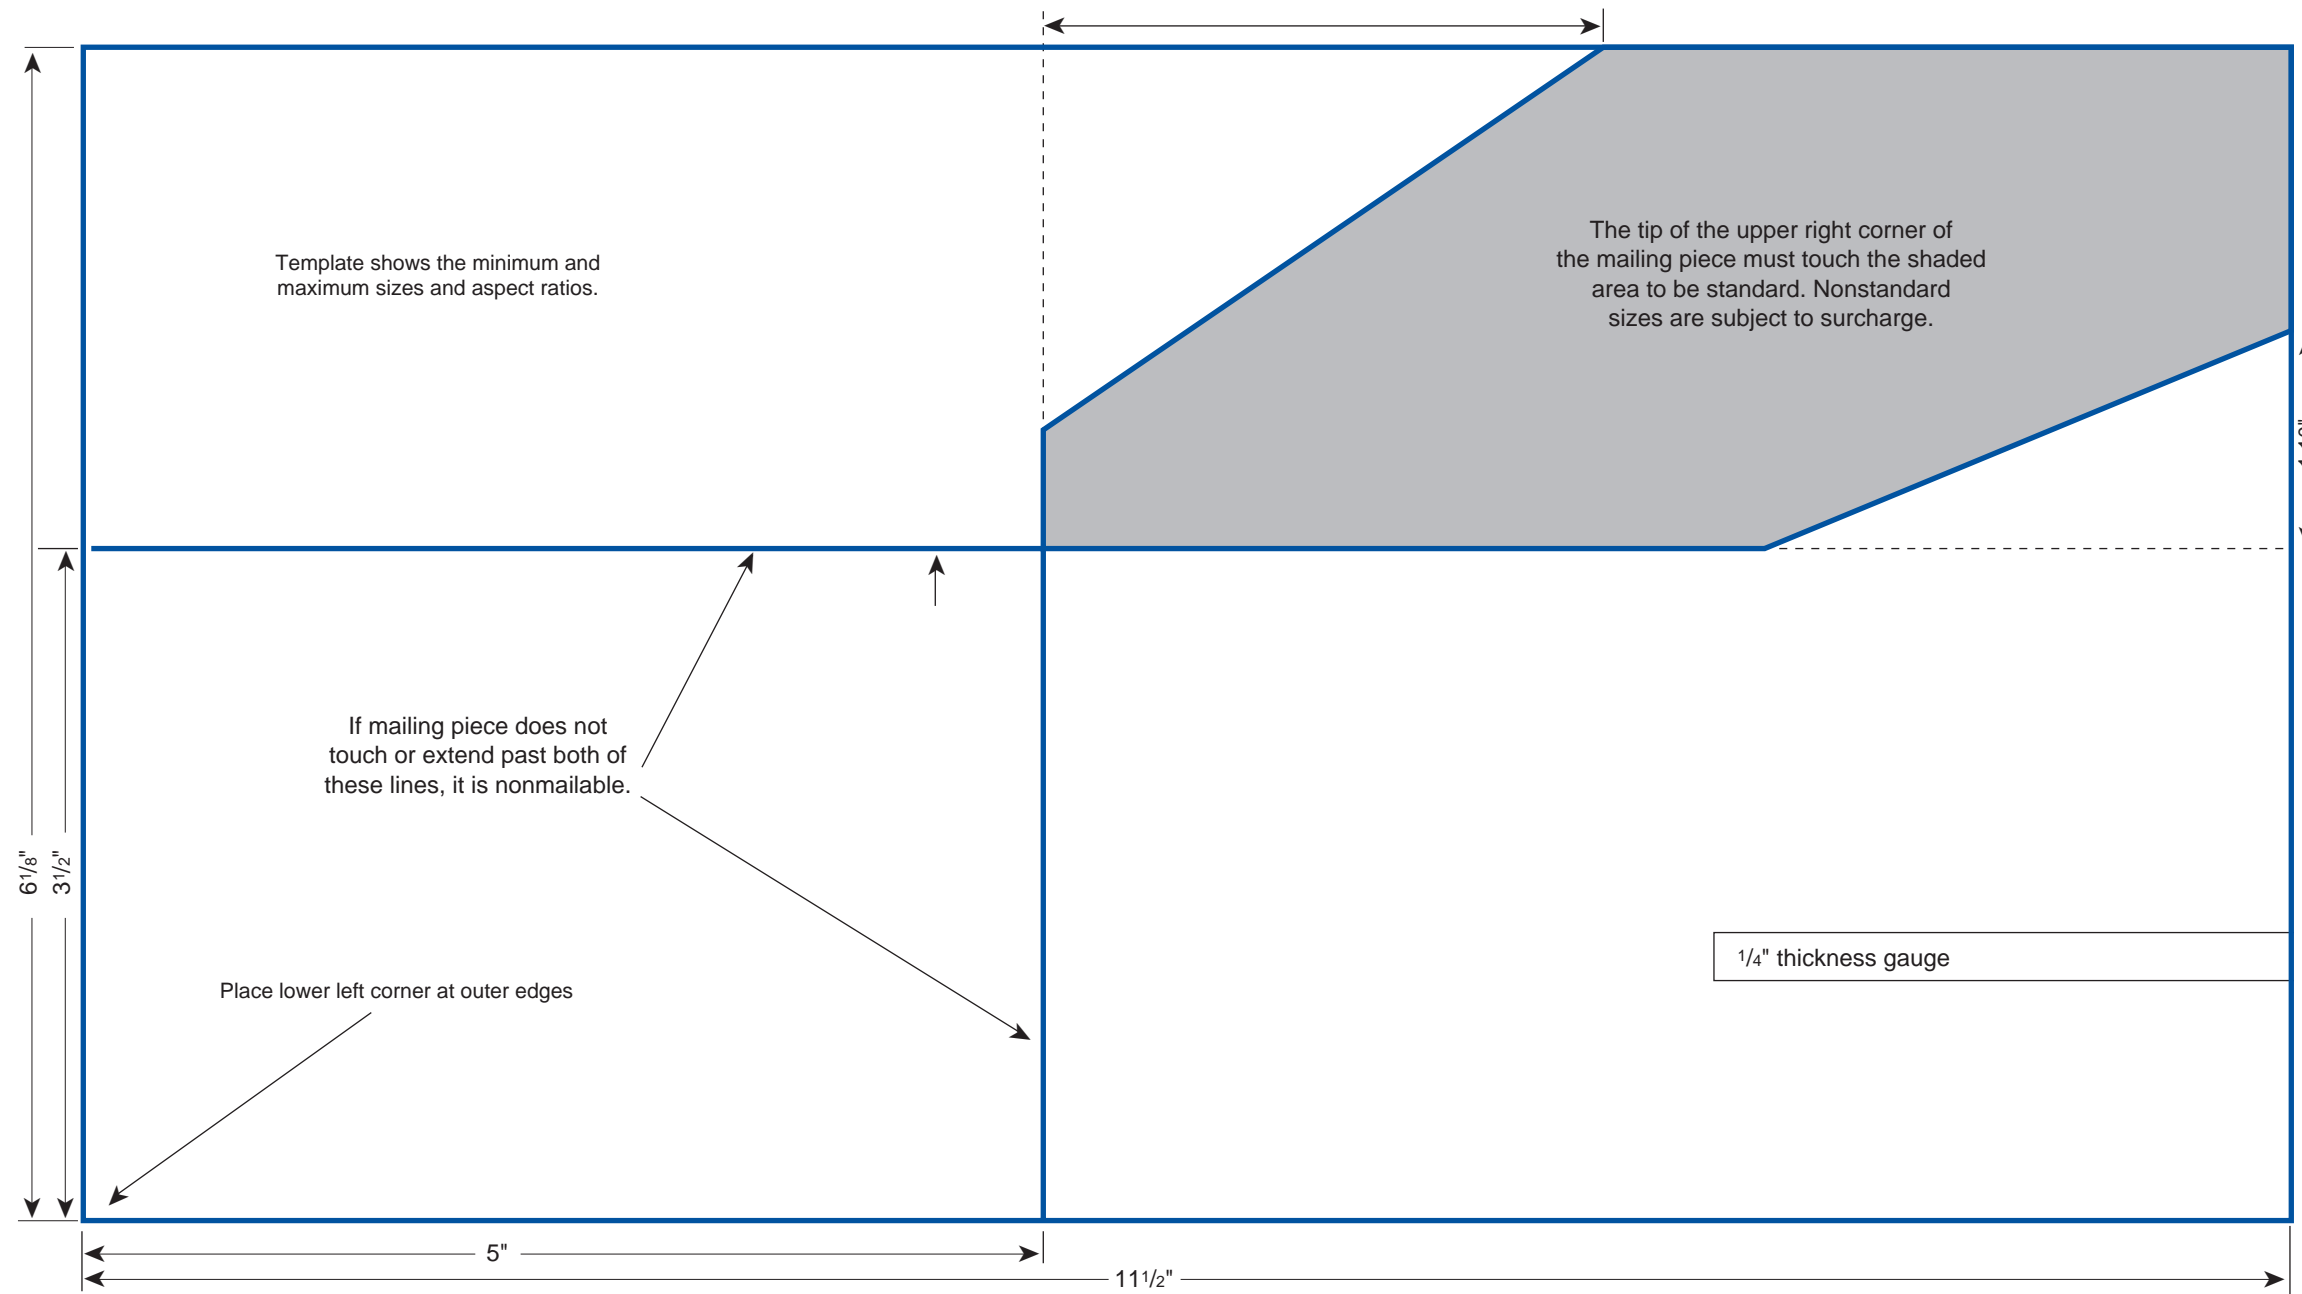 Template shows the minimum and
maximum sizes and aspect ratios.
The tip of the upper right corner of
the mailing piece must touch the shaded
area to be standard. Nonstandard
sizes are subject to surcharge.
If mailing piece does not
touch or extend past both of
these lines, it is nonmailable.
6 1/8"
3 1/2"
1/4" thickness gauge
Place lower left corner at outer edges
5"
11 1/2"